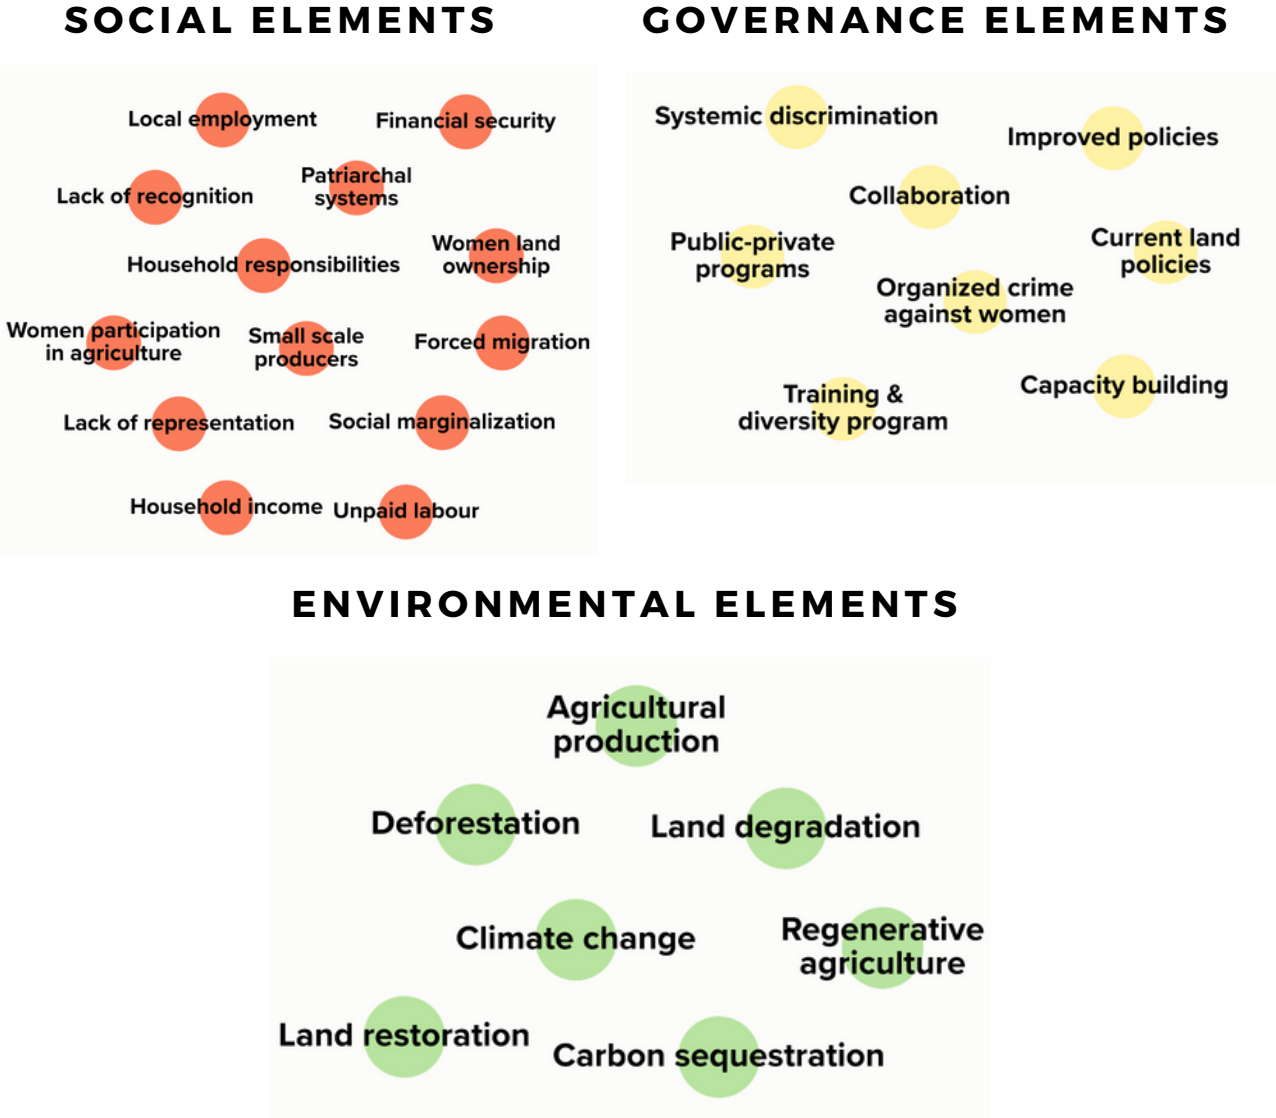 SOCIAL ELEMENTS
Local employment
Financial security
Lack of recognition
Patriarchal
systems
Household responsibilities
Women land
ownership
Women participation
in agriculture
Small scale
producers
Forced migration
Lack of representation
Social marginalization
Household income
Unpaid labour
GOVERNANCE ELEMENTS
Systemic discrimination
Improved policies
Collaboration
Public-private
programs
Current land
policies
Organized crime
against women
Training &
diversity program
Capacity building
ENVIRONMENTAL ELEMENTS
Agricultural
production
Deforestation
Land degradation
Climate change
Regenerative
agriculture
Land restoration
Carbon sequestration